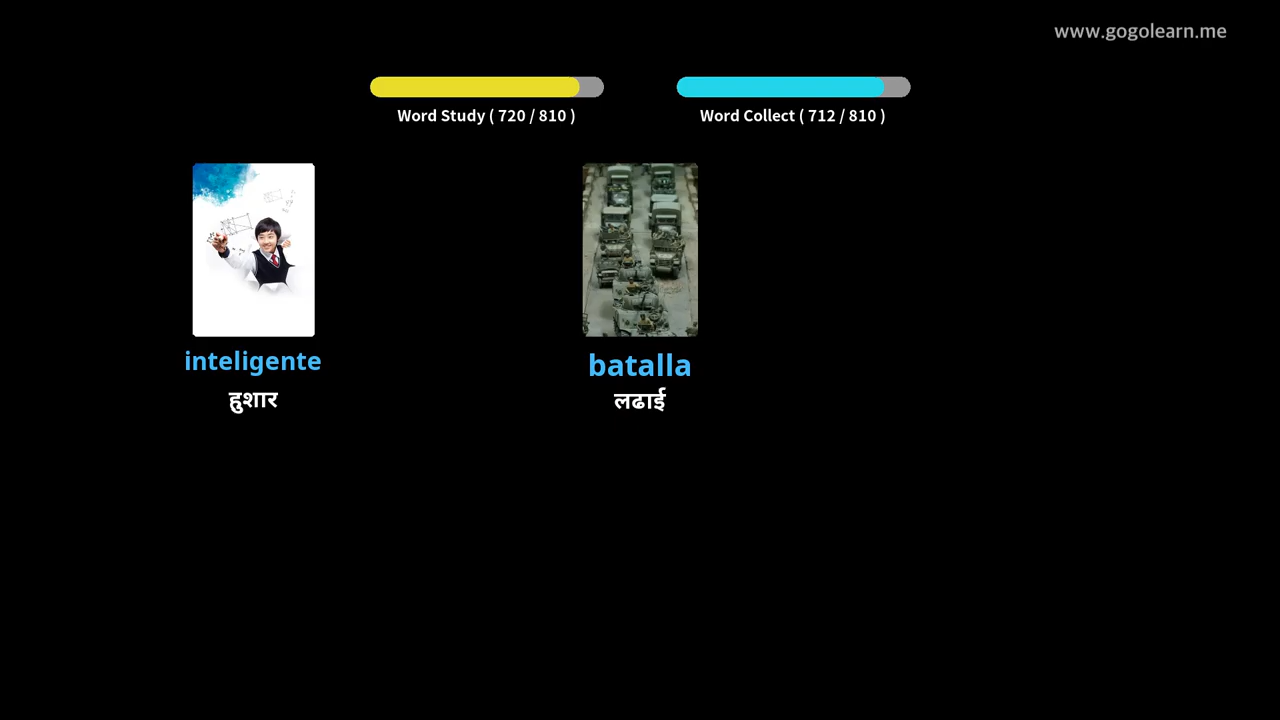 www.gogolearn.me
Word Study ( 720 / 810 )
Word Collect ( 712 / 810 )
inteligente
हुशार
batalla
लढाई